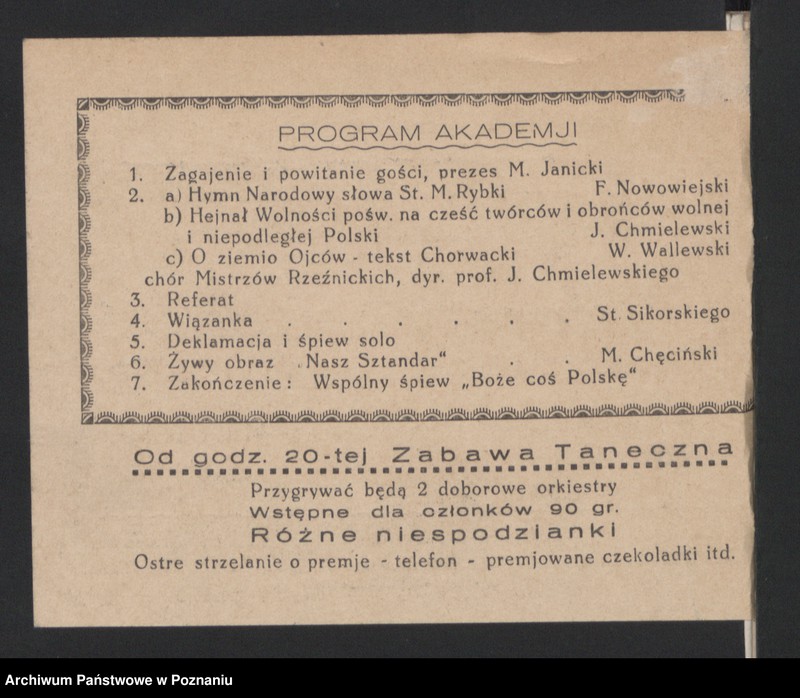 PROGRAM AKADEMJI
1. Zagajenie i powitanie gości, prezes M. Janicki
2. a) Hymn Narodowy słowa St. M. Rybki F. Nowowiejski
b) Hejnał Wolności pośw. na cześć twórców i obrońców wolnej
i niepodległej Polski J. Chmielewski
c) O ziemio Ojców - tekst Chorwacki W. Wallewski
chór Mistrzów Rzeźnickich, dyr. prof. J. Chmielewskiego
3. Referat
4. Wiązanka . . . . . . St. Sikorskiego
5. Deklamacja i śpiew solo
6. Żywy obraz „Nasz Sztandar“ . . M. Chęciński
7. Zakończenie: Wspólny śpiew „Boże coś Polskę“
Od godz. 20-tej Zabawa Taneczna
Przygrywać będą 2 doborowe orkiestry
Wstępne dla członków 90 gr.
Różne niespodzianki
Ostre strzelanie o premje - telefon - premjowane czekoladki itd.
Archiwum Państwowe w Poznaniu